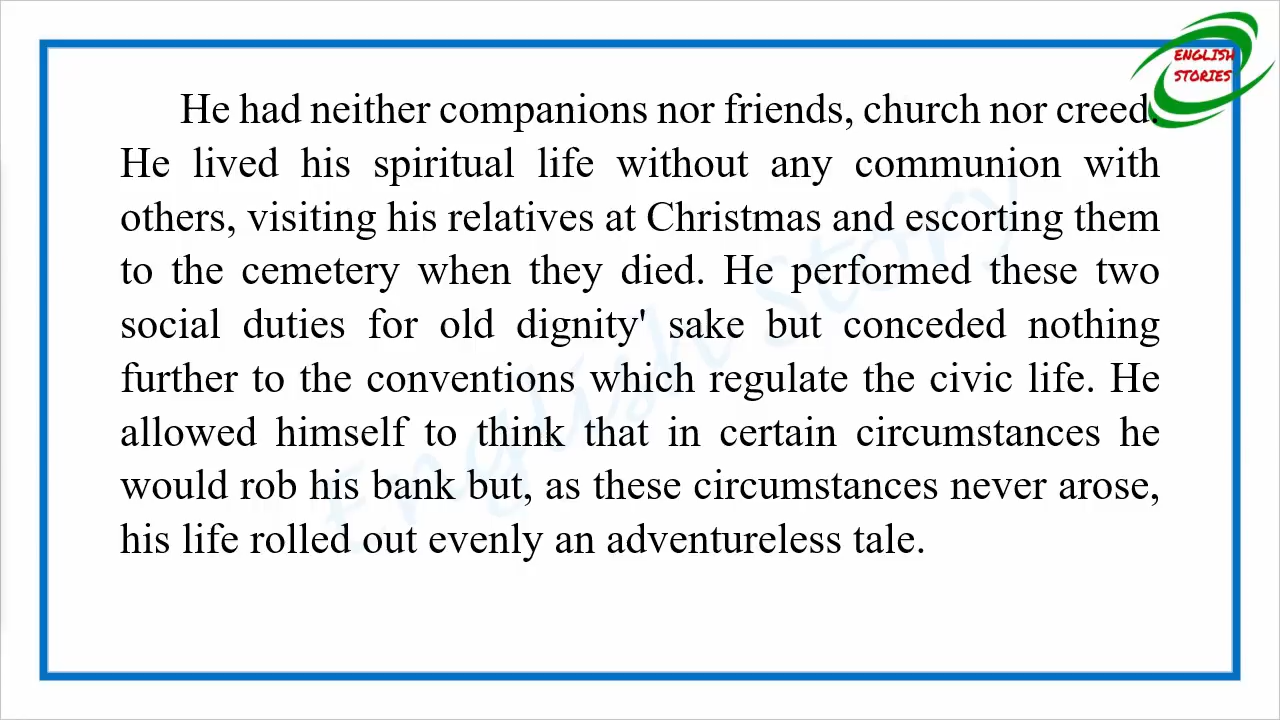 ENGLISH
STORIES
He had neither companions nor friends, church nor creed.
He lived his spiritual life without any communion with
others, visiting his relatives at Christmas and escorting them
to the cemetery when they died. He performed these two
social duties for old dignity' sake but conceded nothing
further to the conventions which regulate the civic life. He
allowed himself to think that in certain circumstances he
would rob his bank but, as these circumstances never arose,
his life rolled out evenly an adventureless tale.
English Story